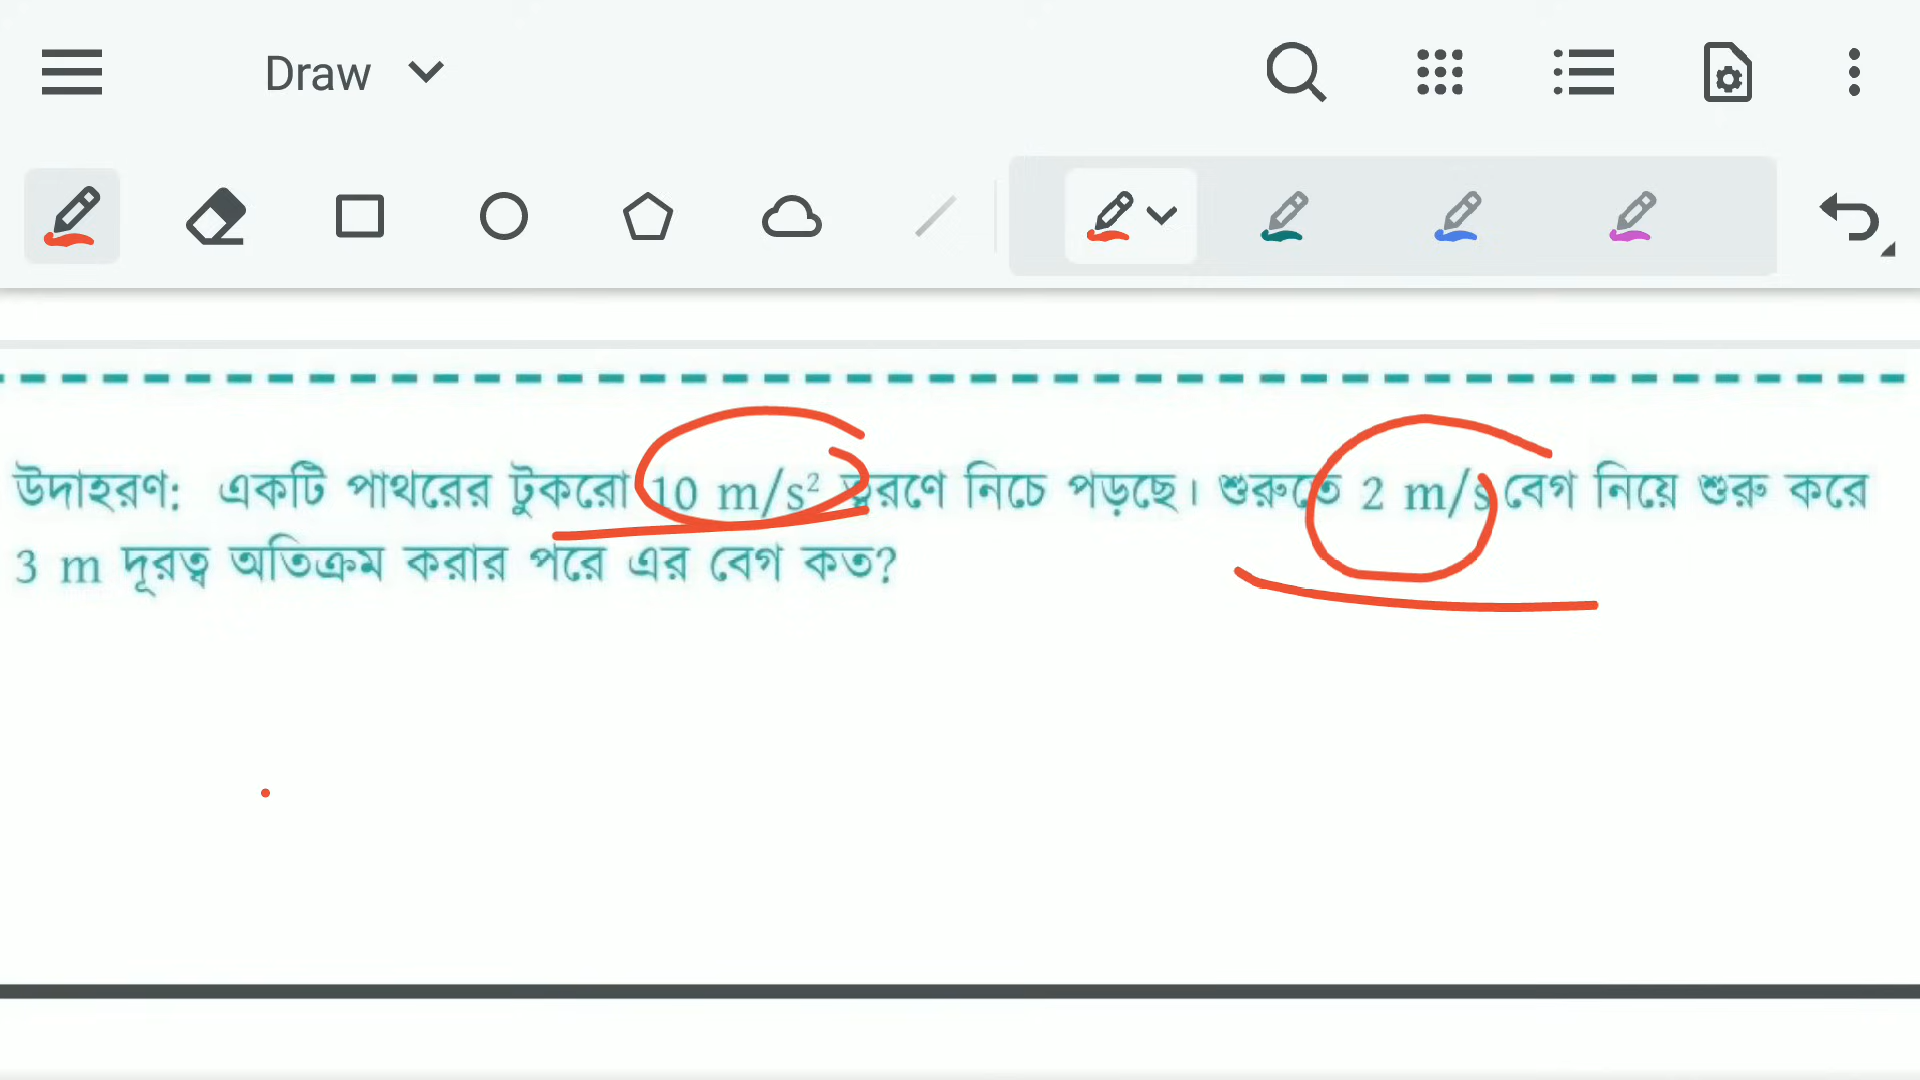 Draw
উদাহরণ: একটি পাথরের টুকরো 10 m/s² ত্বরণে নিচে পড়ছে। শুরুতে 2 m/s বেগ নিয়ে শুরু করে
3 m দূরত্ব অতিক্রম করার পরে এর বেগ কত?